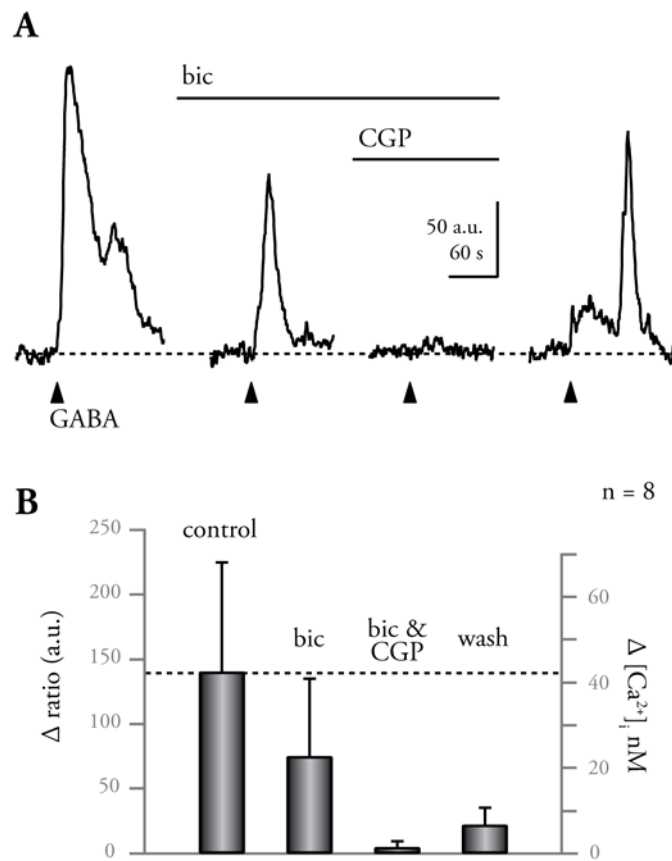 A
bic
CGP
50 a.u.
60 s
GABA
n = 8
B
250
200
150
100
50
0
Δ ratio (a.u.)
control
bic
bic &
CGP
wash
60
40
20
0
Δ [Ca²⁺]ᵢ nM